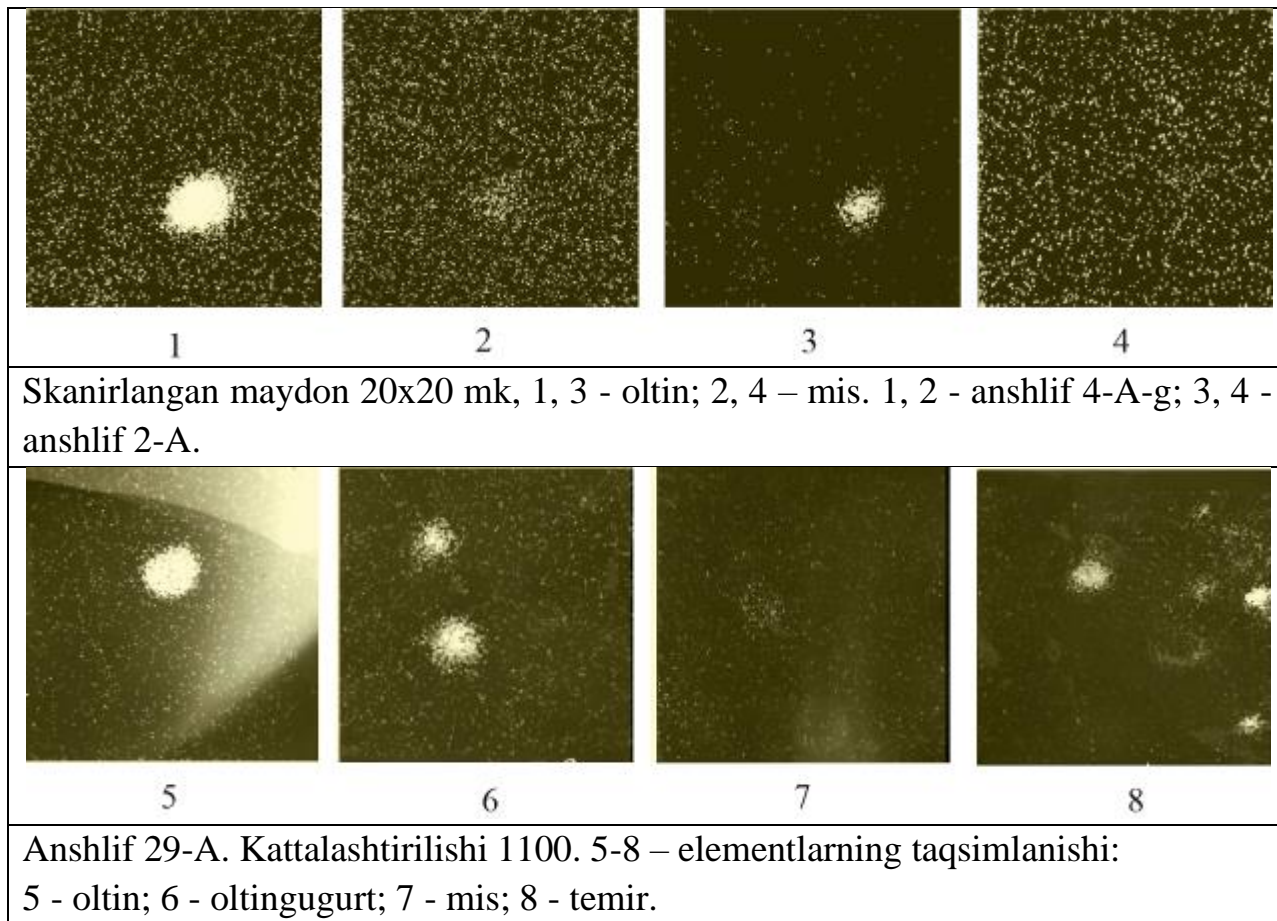 1 2 3 4
Skanirlangan maydon 20x20 mk, 1, 3 - oltin; 2, 4 – mis. 1, 2 - anshlif 4-A-g; 3, 4 -
anshlif 2-A.
5 6 7 8
Anshlif 29-A. Kattalashtirilishi 1100. 5-8 – elementlarning taqsimlanishi:
5 - oltin; 6 - oltingugurt; 7 - mis; 8 - temir.